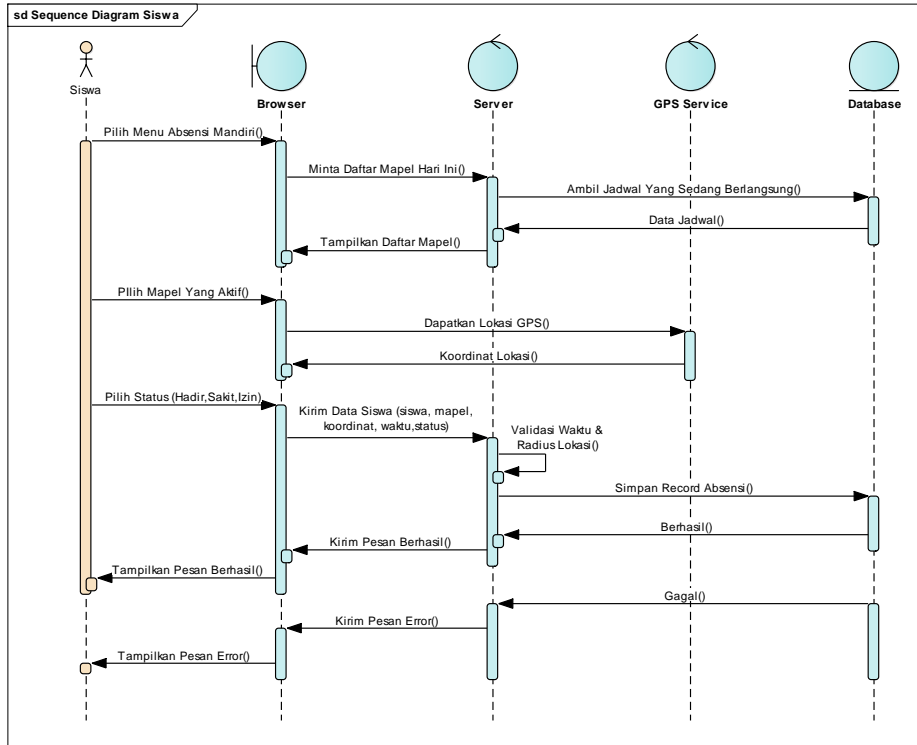 sd Sequence Diagram Siswa
Siswa
Browser
Server
GPS Service
Database
Pilih Menu Absensi Mandiri()
Minta Daftar Mapel Hari Ini()
Ambil Jadwal Yang Sedang Berlangsung()
Data Jadwal()
Tampilkan Daftar Mapel()
PIlih Mapel Yang Aktif()
Dapatkan Lokasi GPS()
Koordinat Lokasi()
Pilih Status (Hadir,Sakit,Izin)
Kirim Data Siswa (siswa, mapel,
koordinat, waktu,status)
Validasi Waktu &
Radius Lokasi()
Simpan Record Absensi()
Berhasil()
Kirim Pesan Berhasil()
Tampilkan Pesan Berhasil()
Gagal()
Kirim Pesan Error()
Tampilkan Pesan Error()